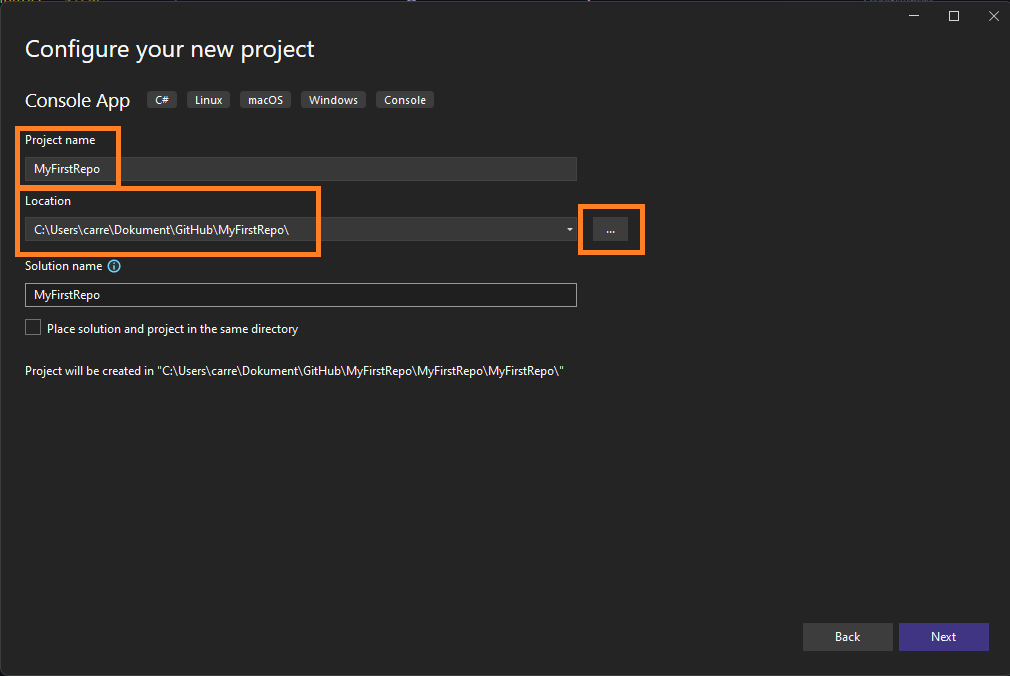 Configure your new project
Console App C# Linux macOS Windows Console
Project name
MyFirstRepo
Location
C:\Users\carre\Dokument\GitHub\MyFirstRepo\
...
Solution name
MyFirstRepo
Place solution and project in the same directory
Project will be created in "C:\Users\carre\Dokument\GitHub\MyFirstRepo\MyFirstRepo\MyFirstRepo\"
Back Next